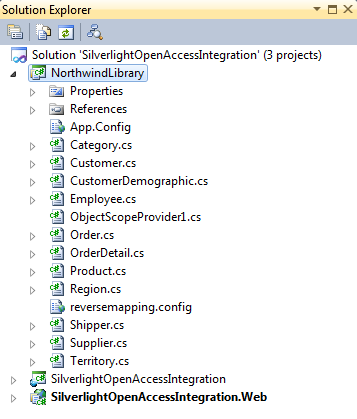 Solution Explorer
Solution 'SilverlightOpenAccessIntegration' (3 projects)
NorthwindLibrary
Properties
References
App.Config
Category.cs
Customer.cs
CustomerDemographic.cs
Employee.cs
ObjectScopeProvider1.cs
Order.cs
OrderDetail.cs
Product.cs
Region.cs
reversemapping.config
Shipper.cs
Supplier.cs
Territory.cs
SilverlightOpenAccessIntegration
SilverlightOpenAccessIntegration.Web